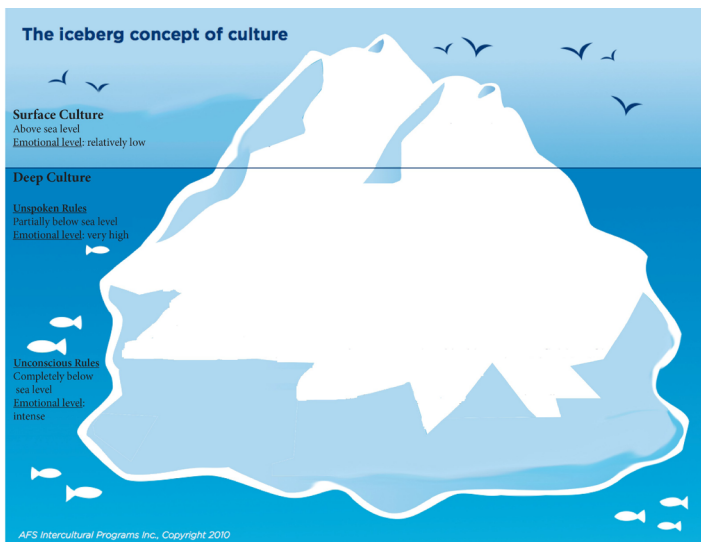 The iceberg concept of culture
Surface Culture
Above sea level
Emotional level: relatively low
Deep Culture
Unspoken Rules
Partially below sea level
Emotional level: very high
Unconscious Rules
Completely below
sea level
Emotional level:
intense
AFS Intercultural Programs Inc., Copyright 2010